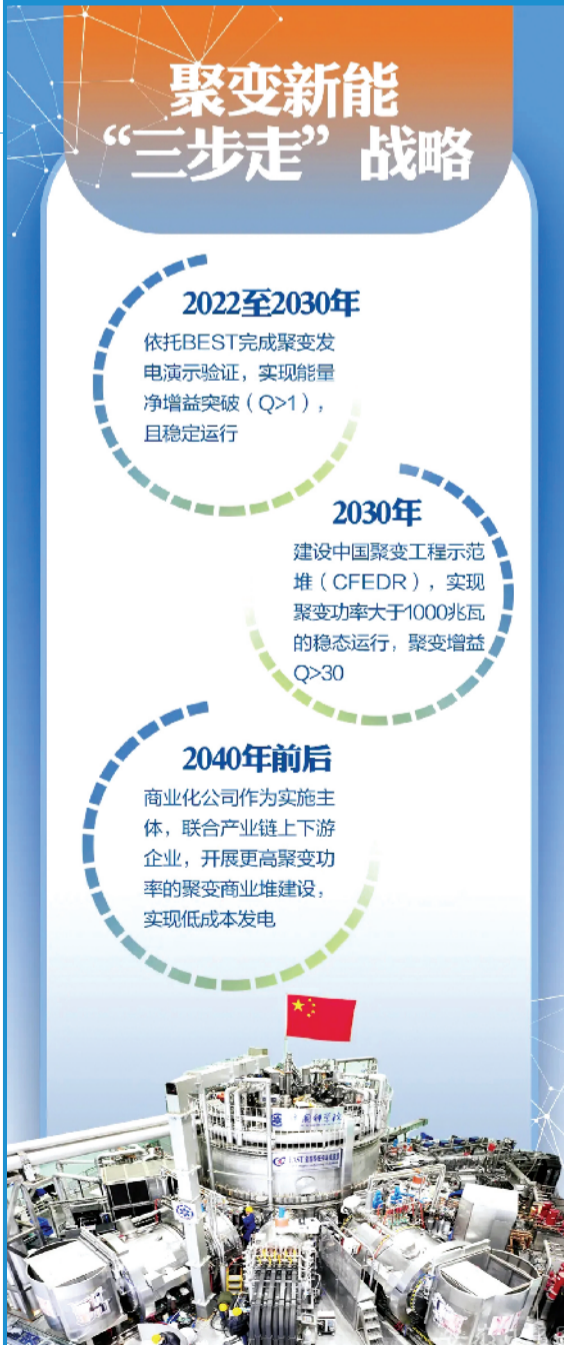 聚变新能
“三步走”战略
2022至2030年
依托BEST完成聚变发
电演示验证，实现能量
净增益突破（Q>1），
且稳定运行
2030年
建设中国聚变工程示范
堆（CFEDR），实现
聚变功率大于1000兆瓦
的稳态运行，聚变增益
Q>30
2040年前后
商业化公司作为实施主
体，联合产业链上下游
企业，开展更高聚变功
率的聚变商业堆建设，
实现低成本发电
EAST